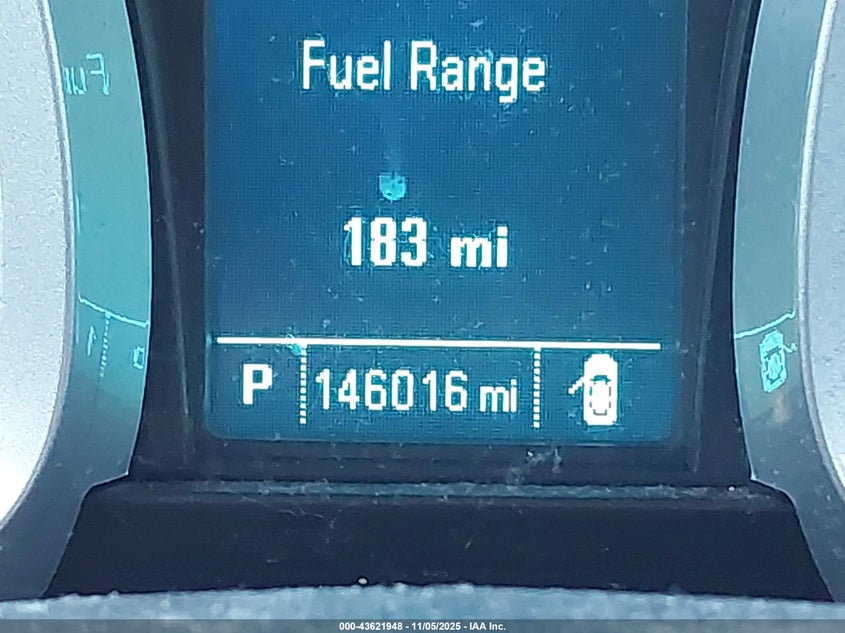 Fuel Range
183 mi
P 146016 mi
000-43621948 - 11/05/2025 - IAA Inc.